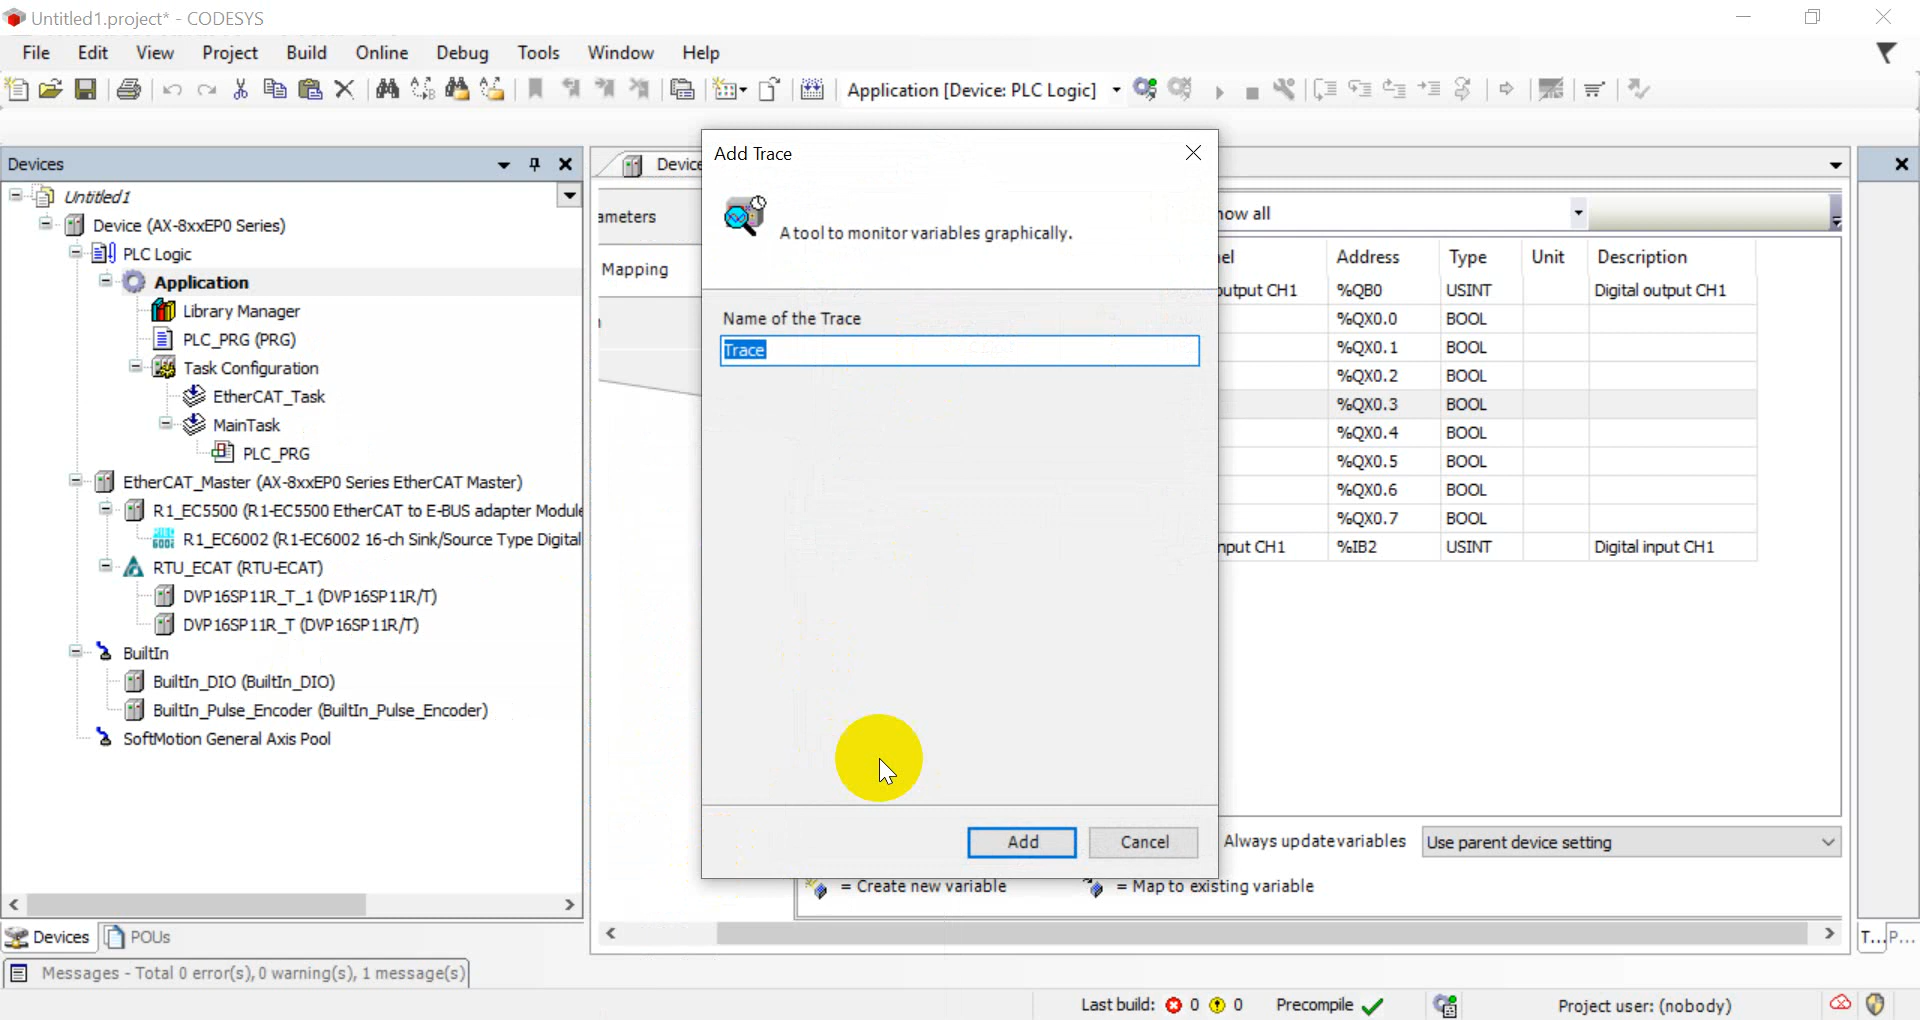 Untitled1.project* - CODESYS
File Edit View Project Build Online Debug Tools Window Help
Application [Device: PLC Logic]
Devices
Untitled1
Device (AX-8xxEP0 Series)
PLC Logic
Application
Library Manager
PLC_PRG (PRG)
Task Configuration
EtherCAT_Task
MainTask
PLC_PRG
EtherCAT_Master (AX-8xxEP0 Series EtherCAT Master)
R1_EC5500 (R1-EC5500 EtherCAT to E-BUS adapter Module
R1_EC6002 (R1-EC6002 16-ch Sink/Source Type Digital
RTU_ECAT (RTU-ECAT)
DVP16SP11R_T_1 (DVP16SP11R/T)
DVP16SP11R_T (DVP16SP11R/T)
BuiltIn
BuiltIn_DIO (BuiltIn_DIO)
BuiltIn_Pulse_Encoder (BuiltIn_Pulse_Encoder)
SoftMotion General Axis Pool
Devices POUs
Messages - Total 0 error(s), 0 warning(s), 1 message(s)
Device
ameters
Mapping
Add Trace
A tool to monitor variables graphically.
Name of the Trace
Trace
Add Cancel
how all
el Address Type Unit Description
output CH1 %QB0 USINT Digital output CH1
%QX0.0 BOOL
%QX0.1 BOOL
%QX0.2 BOOL
%QX0.3 BOOL
%QX0.4 BOOL
%QX0.5 BOOL
%QX0.6 BOOL
%QX0.7 BOOL
nput CH1 %IB2 USINT Digital input CH1
Always update variables Use parent device setting
= Create new variable = Map to existing variable
T... P...
Last build: 0 0 Precompile Project user: (nobody)